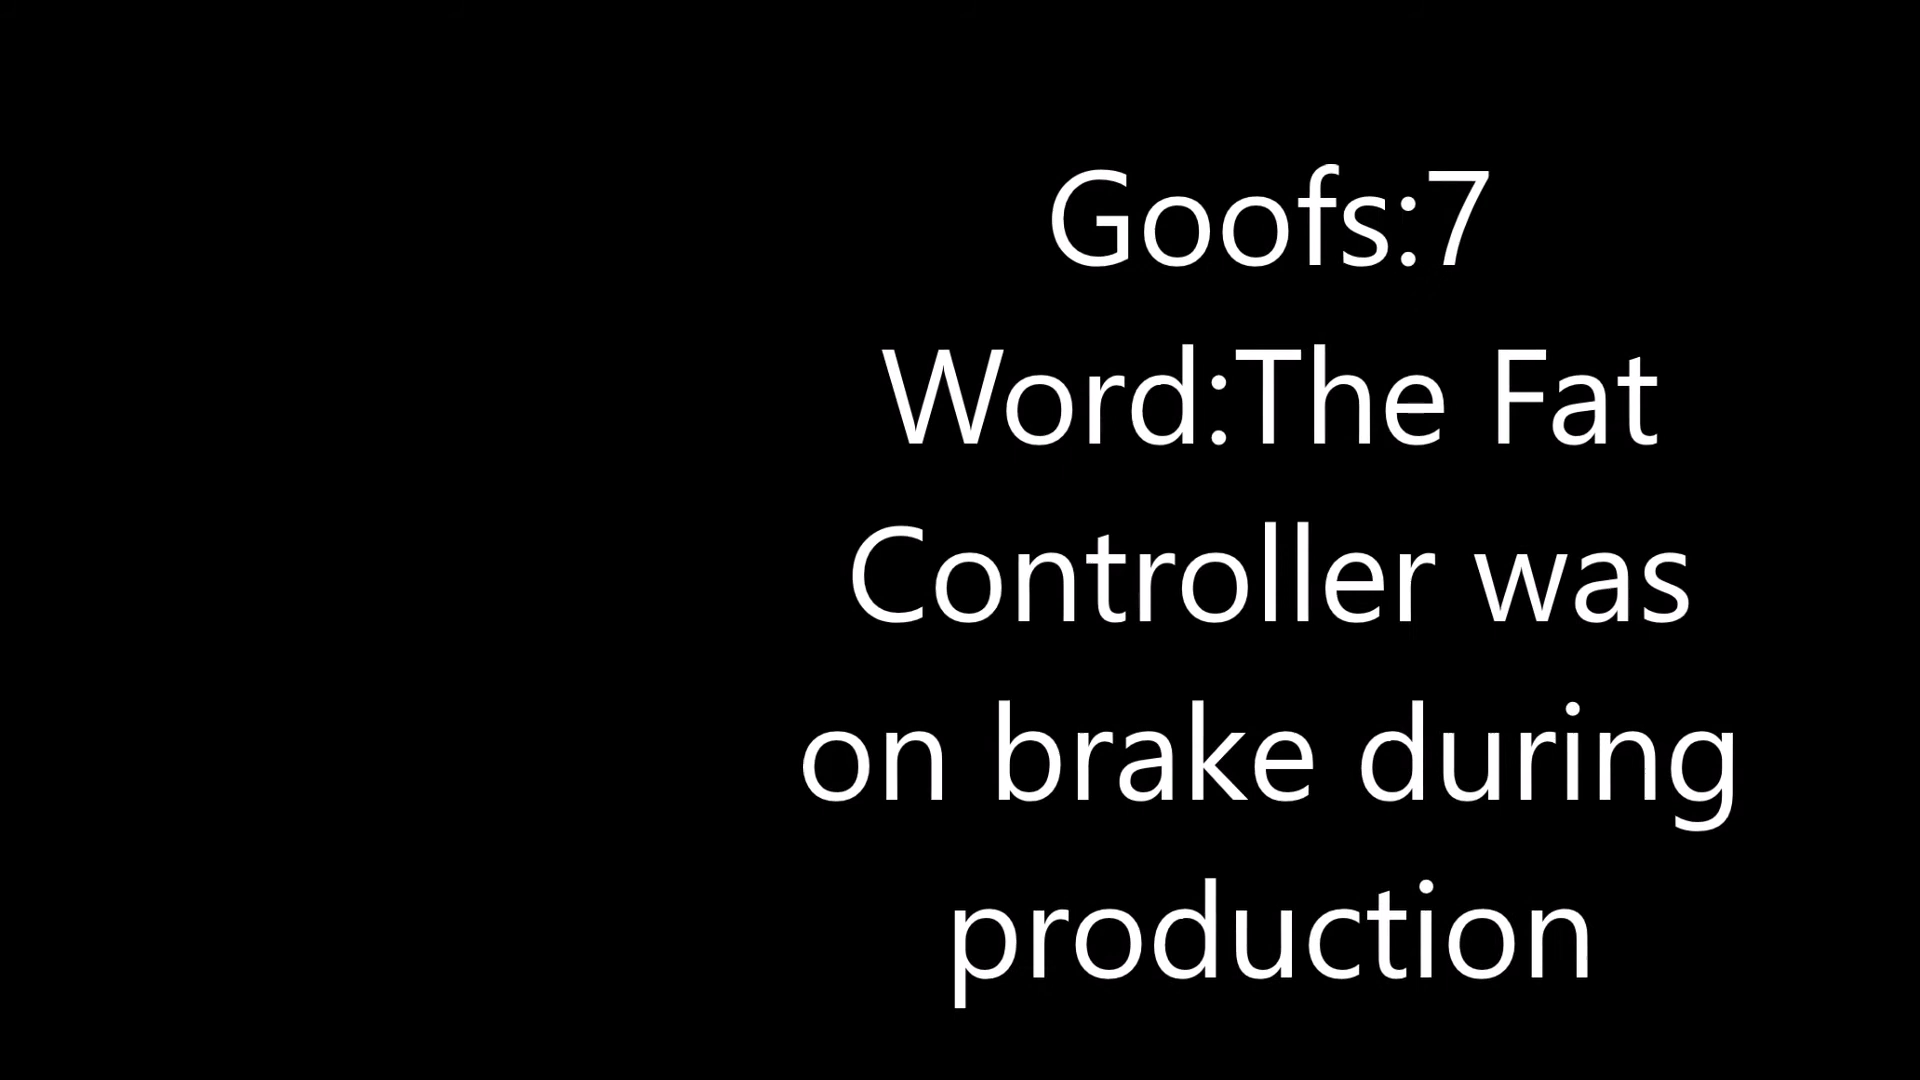 Goofs:7
Word:The Fat
Controller was
on brake during
production